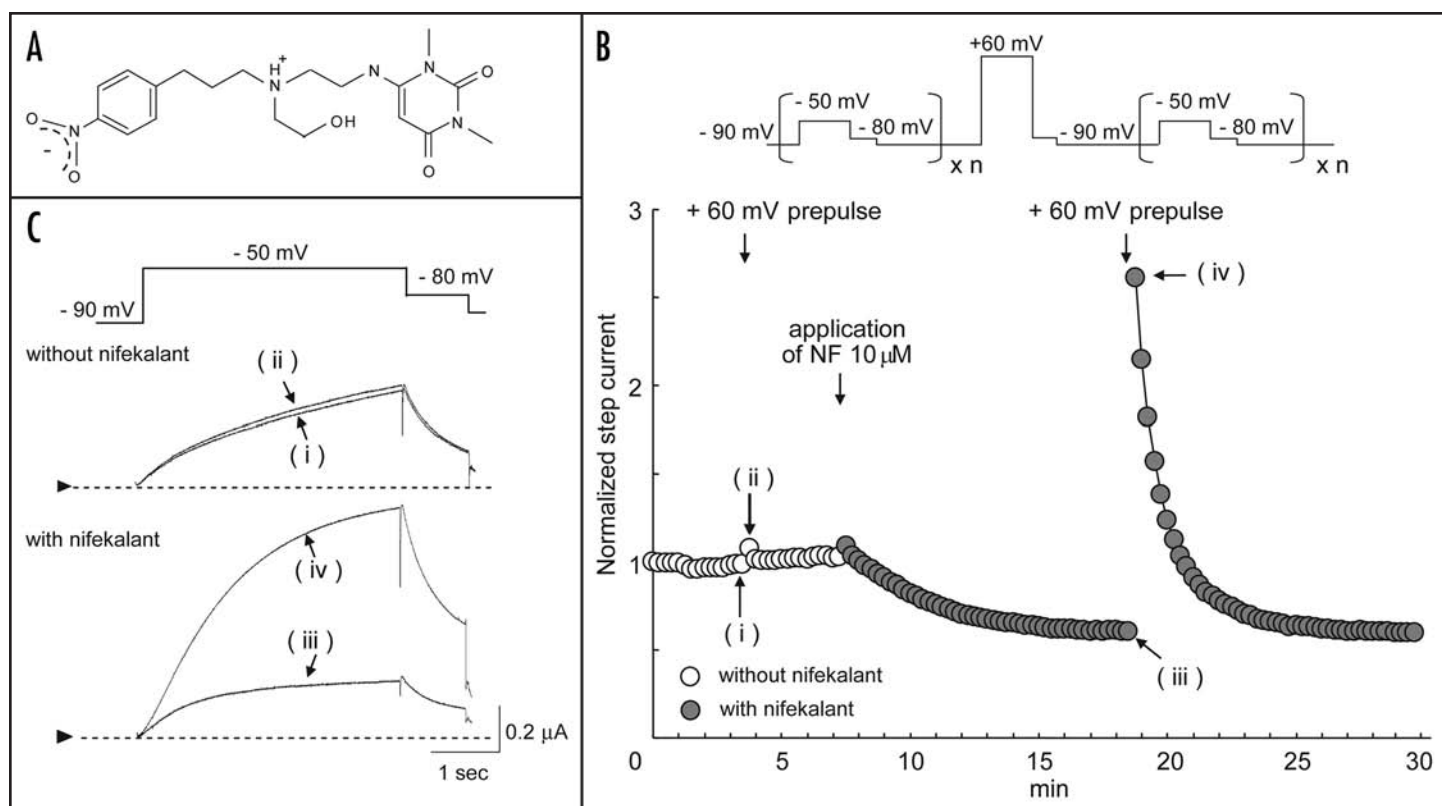 A
H
+
N
N
N
O
O
N
O
N
-
O
OH
O
B
+60 mV
- 50 mV
- 80 mV
- 90 mV
x n
- 90 mV
- 50 mV
- 80 mV
x n
C
- 50 mV
- 80 mV
- 90 mV
without nifekalant
( ii )
( i )
with nifekalant
( iv )
( iii )
0.2 μA
1 sec
Normalized step current
3
2
1
0
+ 60 mV prepulse
+ 60 mV prepulse
( iv )
application
of NF 10 μM
( ii )
( i )
( iii )
without nifekalant
with nifekalant
0 5 10 15 20 25 30
min